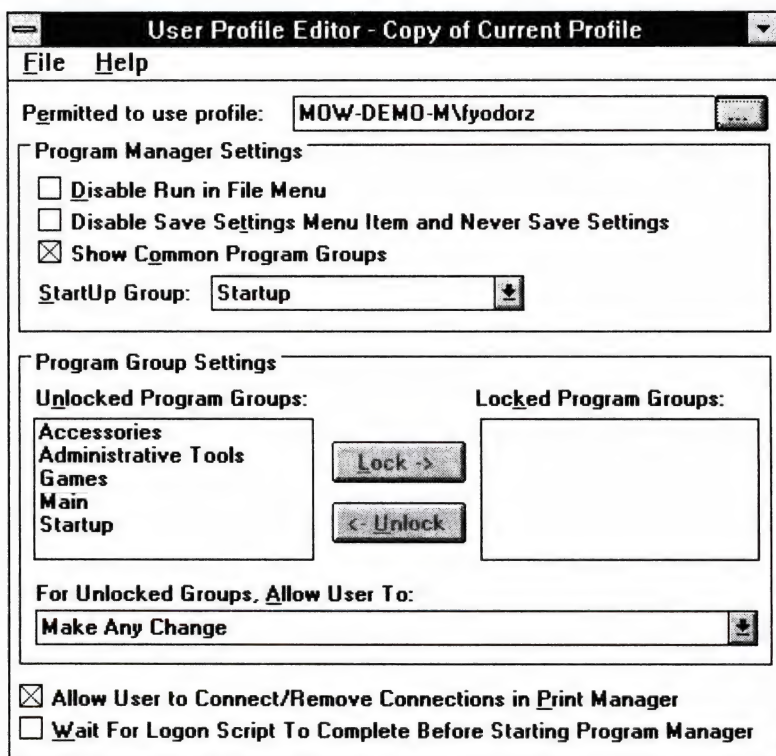 User Profile Editor - Copy of Current Profile
File Help
Permitted to use profile: MOW-DEMO-M\fyodorz ...
Program Manager Settings
Disable Run in File Menu
Disable Save Settings Menu Item and Never Save Settings
Show Common Program Groups
StartUp Group: Startup
Program Group Settings
Unlocked Program Groups: Locked Program Groups:
Accessories
Administrative Tools
Games
Main
Startup
Lock ->
<- Unlock
For Unlocked Groups, Allow User To:
Make Any Change
Allow User to Connect/Remove Connections in Print Manager
Wait For Logon Script To Complete Before Starting Program Manager